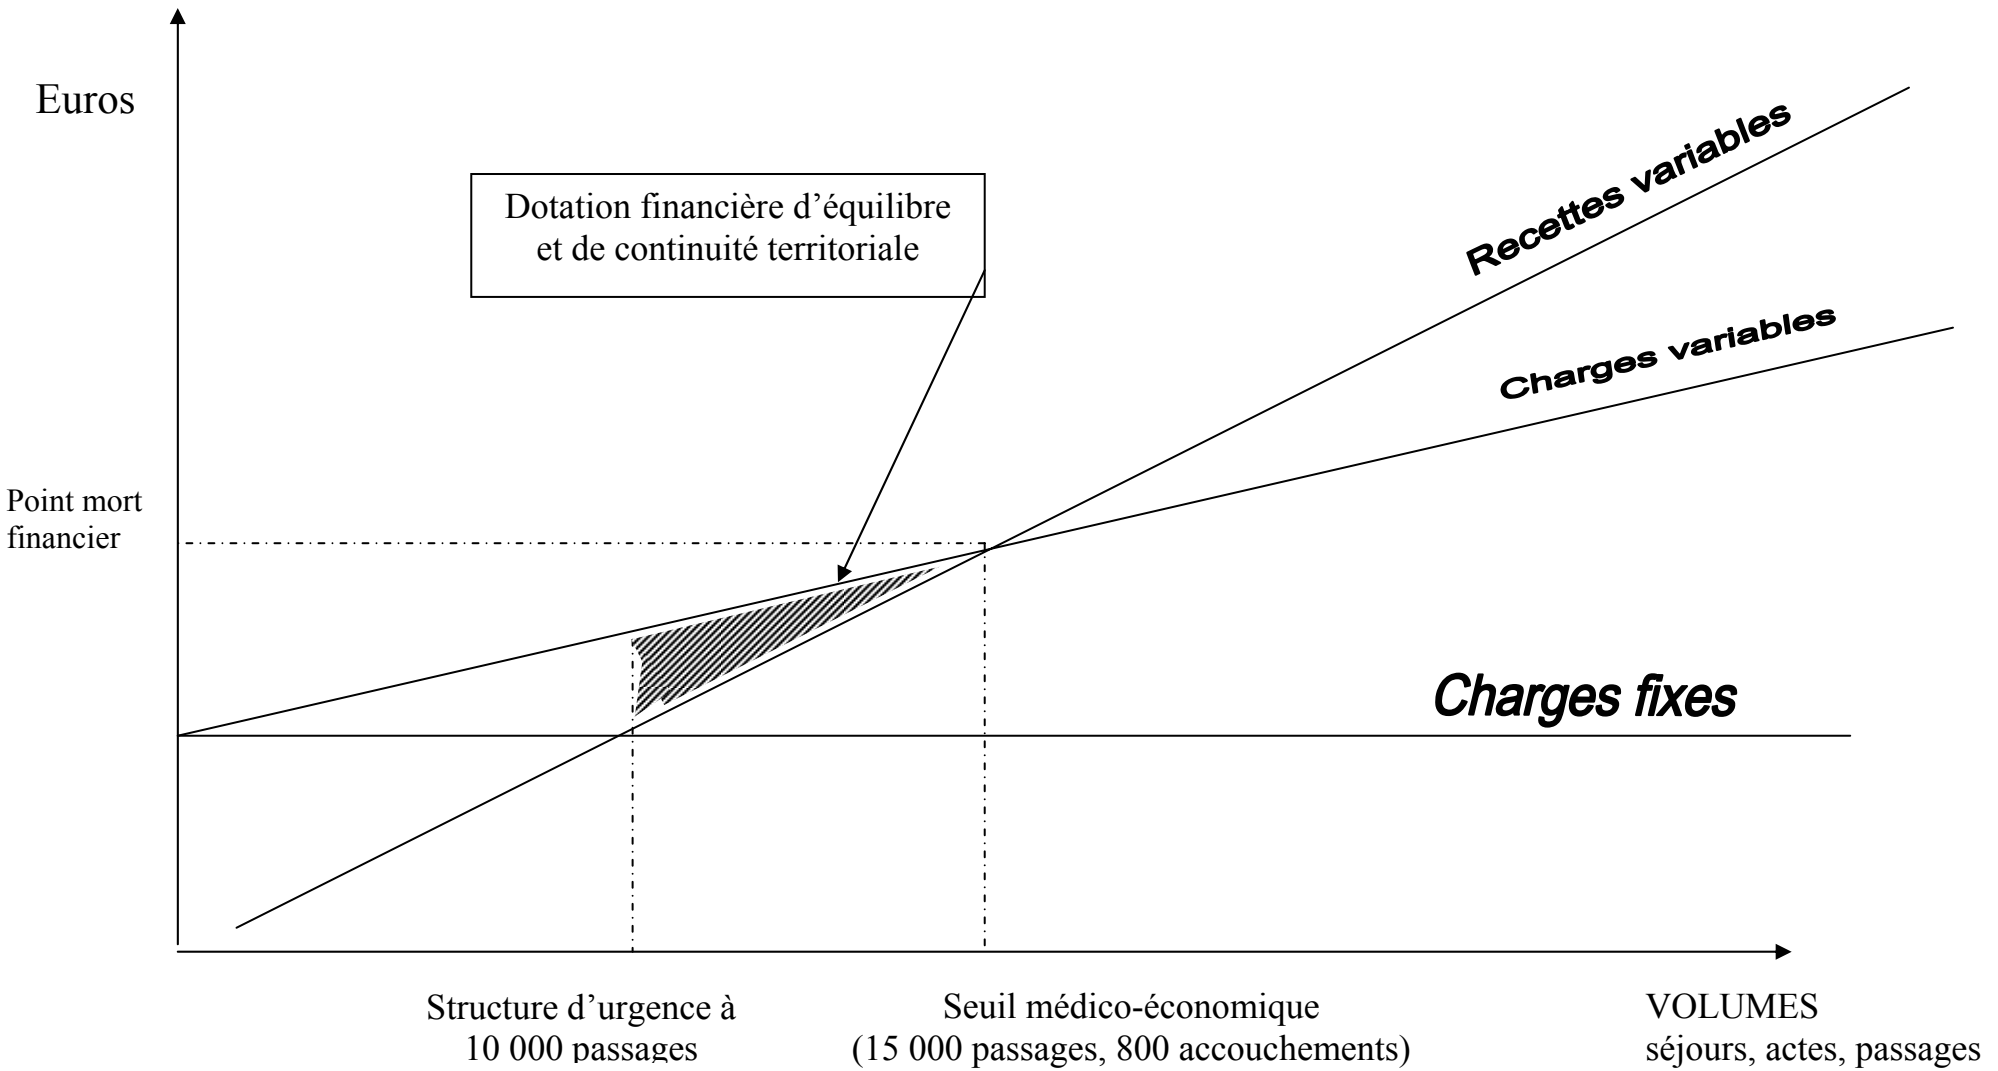 Euros
Dotation financière d’équilibre
et de continuité territoriale
Recettes variables
Charges variables
Point mort
financier
Charges fixes
Structure d’urgence à
10 000 passages
Seuil médico-économique
(15 000 passages, 800 accouchements)
VOLUMES
séjours, actes, passages